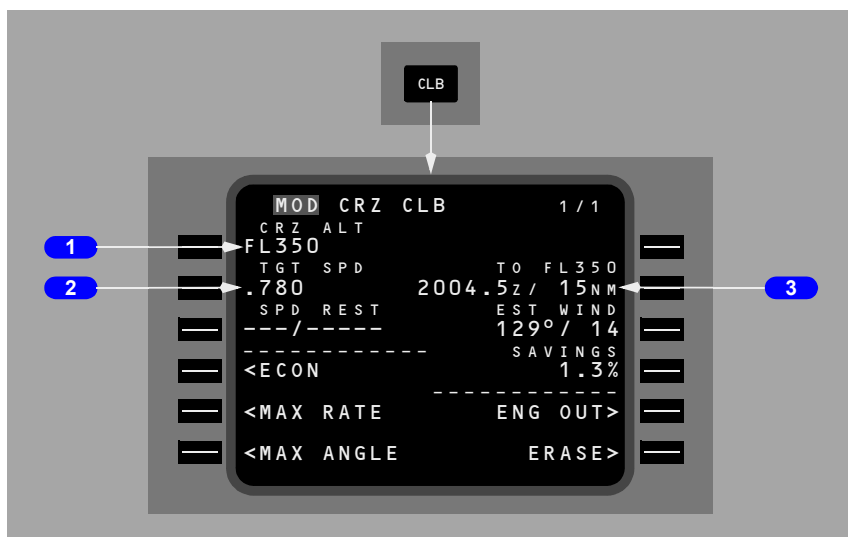 CLB
MOD CRZ CLB 1/1
CRZ ALT
1 FL350
TGT SPD TO FL350
2 .780 2004.5z/ 15NM 3
SPD REST EST WIND
---/----- 129°/ 14
------------ SAVINGS
<ECON 1.3%
------------
<MAX RATE ENG OUT>
<MAX ANGLE ERASE>